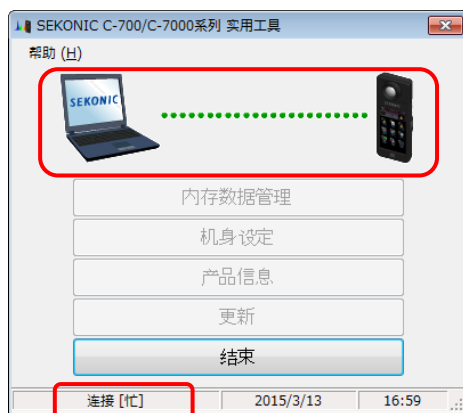 SEKONIC C-700/C-7000系列 实用工具
帮助 (H)
SEKONIC
内存数据管理
机身设定
产品信息
更新
结束
连接 [忙] 2015/3/13 16:59